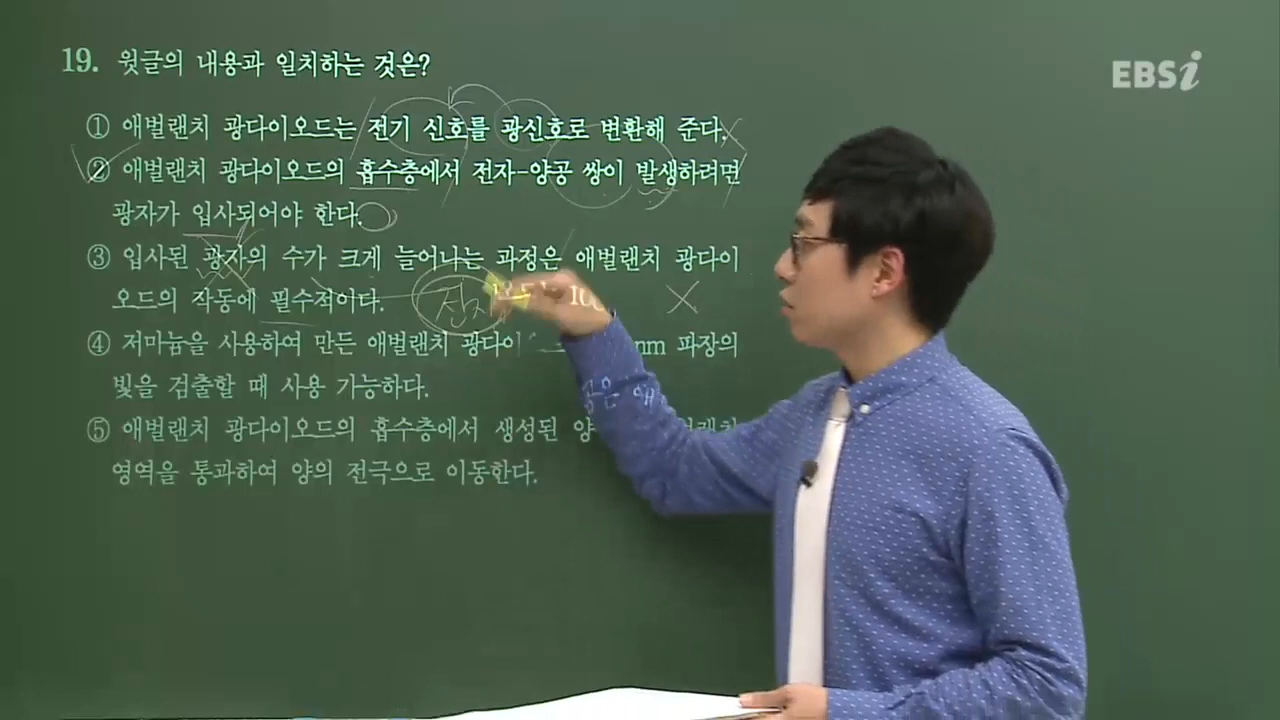 19. 윗글의 내용과 일치하는 것은?
EBSi
① 애벌랜치 광다이오드는 전기 신호를 광신호로 변환해 준다.
② 애벌랜치 광다이오드의 흡수층에서 전자-양공 쌍이 발생하려면
광자가 입사되어야 한다.
③ 입사된 광자의 수가 크게 늘어나는 과정은 애벌랜치 광다이
오드의 작동에 필수적이다.
④ 저마늄을 사용하여 만든 애벌랜치 광다이 nm 파장의
빛을 검출할 때 사용 가능하다.
⑤ 애벌랜치 광다이오드의 흡수층에서 생성된
영역을 통과하여 양의 전극으로 이동한다.